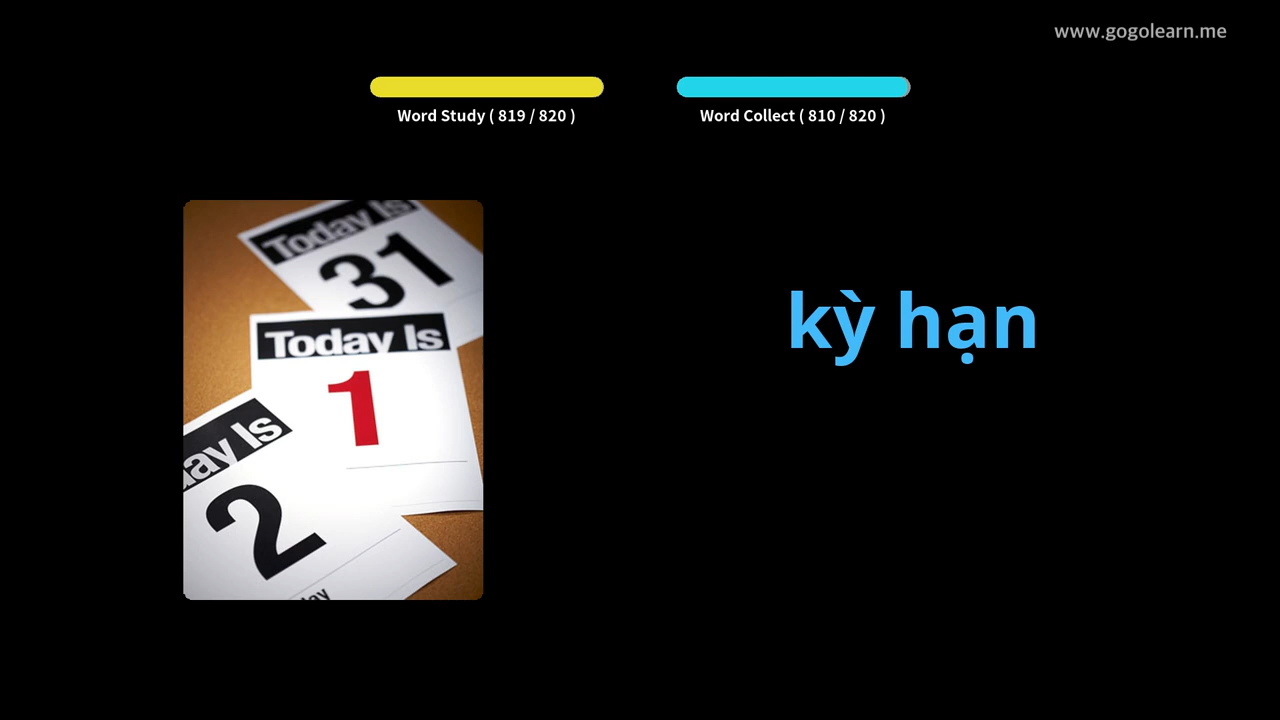 www.gogolearn.me
Word Study ( 819 / 820 )
Word Collect ( 810 / 820 )
Today Is
31
Today Is
1
ay Is
2
kỳ hạn